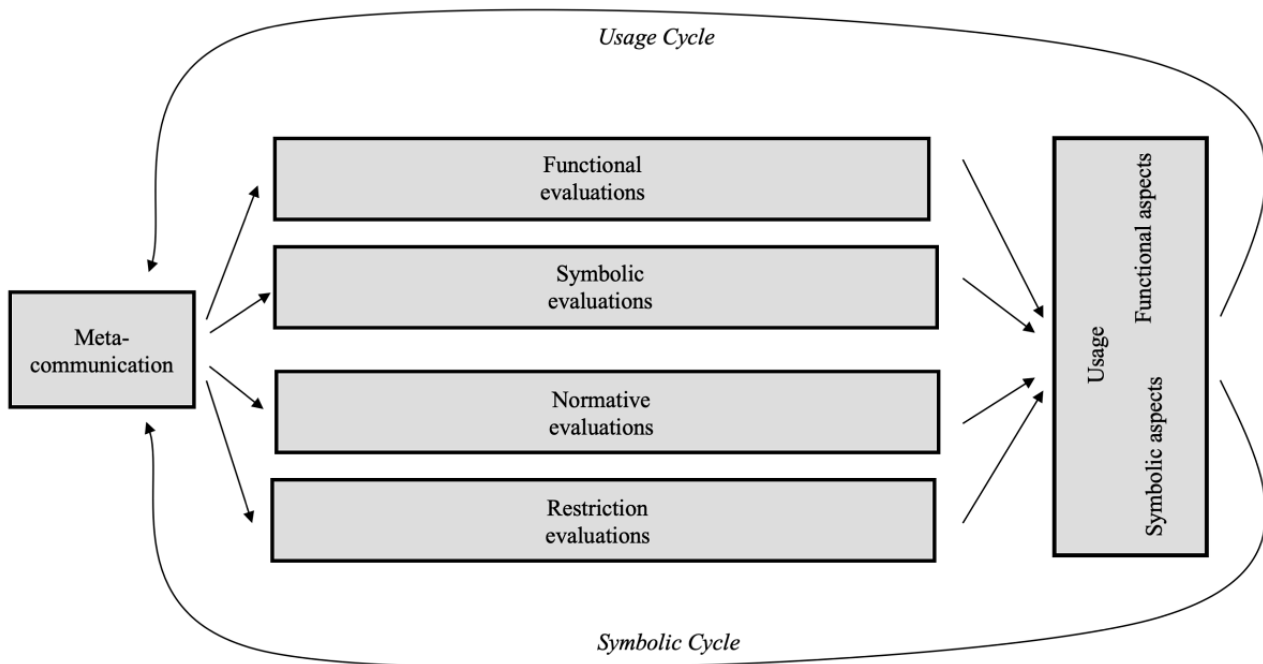 Usage Cycle
Functional
evaluations
Symbolic
evaluations
Meta-
communication
Normative
evaluations
Restriction
evaluations
Usage
Functional aspects
Symbolic aspects
Symbolic Cycle